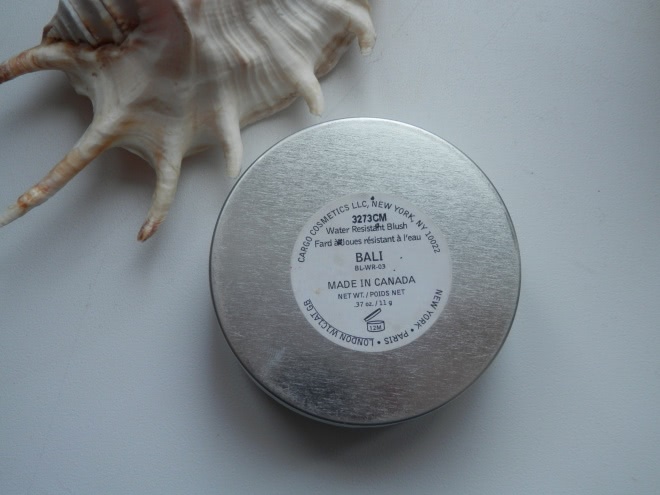 CARGO COSMETICS LLC, NEW YORK, NY 10022
3273CM
Water Resistant Blush
Fard à joues résistant à l'eau
BALI
BL-WR-03
MADE IN CANADA
NET WT. / POIDS NET
.37 oz. / 11 g
12M
NEW YORK • PARIS • LONDON W1C1AT.GB